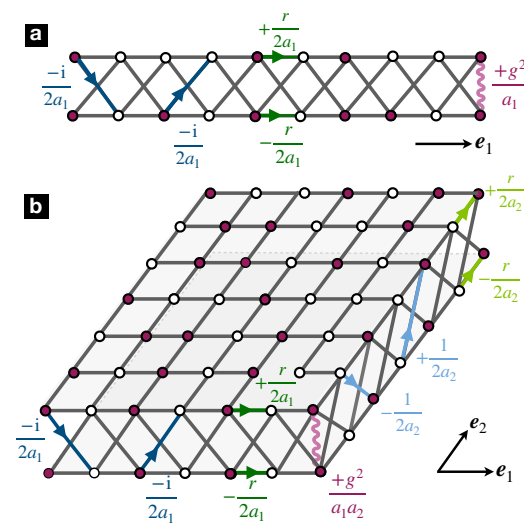 a
+r/2a₁
−i/2a₁
+g²/a₁
−i/2a₁
−r/2a₁
e₁
b
+r/2a₂
−r/2a₂
+1/2a₂
+r/2a₁
−1/2a₂
−i/2a₁
e₂
e₁
−i/2a₁
−r/2a₁
+g²/a₁a₂